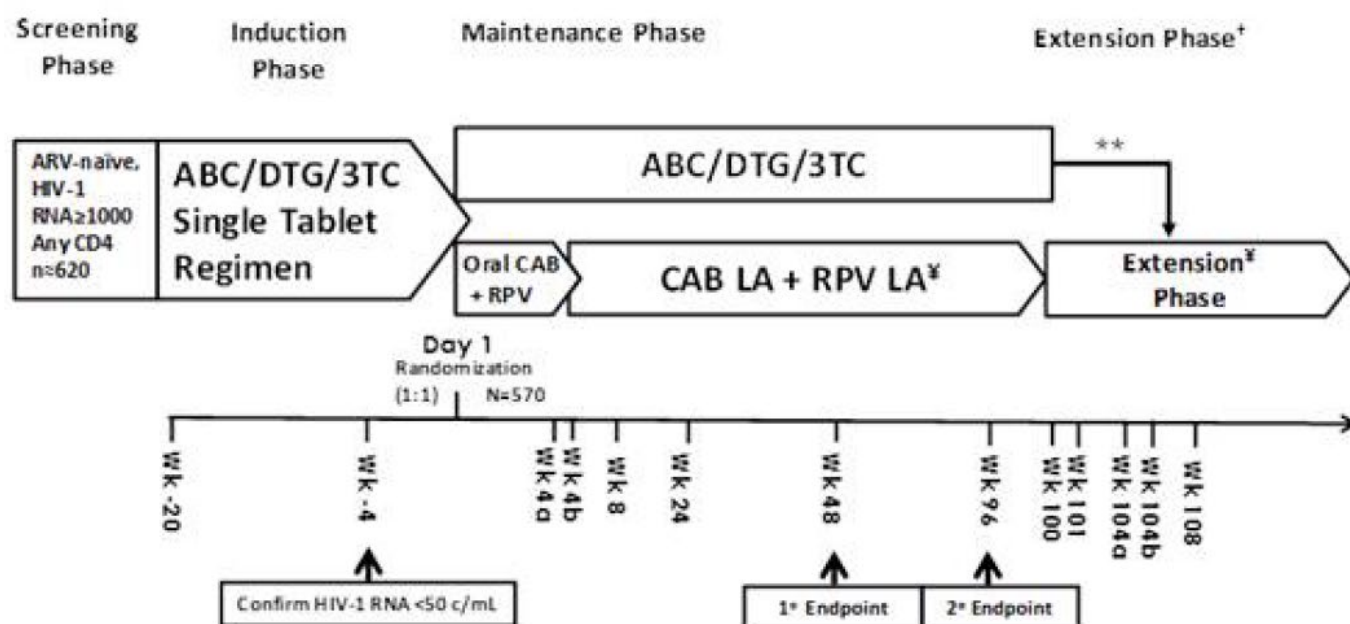 Screening
Phase
Induction
Phase
Maintenance Phase
Extension Phase⁺
ARV-naïve,
HIV-1
RNA≥1000
Any CD4
n≈620
ABC/DTG/3TC
Single Tablet
Regimen
ABC/DTG/3TC
**
Oral CAB
+ RPV
CAB LA + RPV LA¥
Extension¥
Phase
Day 1
Randomization
(1:1) N=570
Wk -20
Wk -4
Wk 4a
Wk 4b
Wk 8
Wk 24
Wk 48
Wk 96
Wk 100
Wk 101
Wk 104a
Wk 104b
Wk 108
Confirm HIV-1 RNA <50 c/mL
1° Endpoint
2° Endpoint